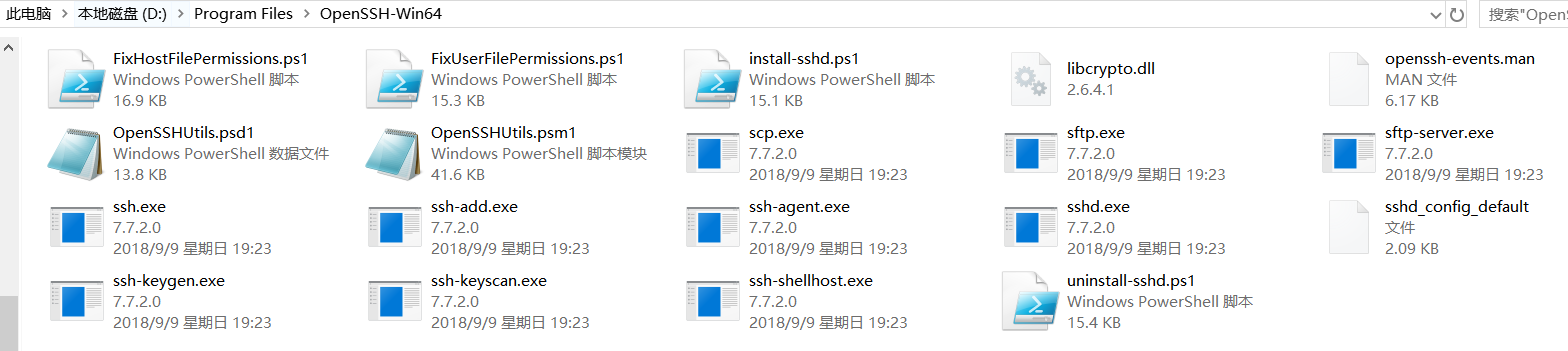 此电脑 > 本地磁盘 (D:) > Program Files > OpenSSH-Win64
搜索"OpenS
FixHostFilePermissions.ps1
Windows PowerShell 脚本
16.9 KB
FixUserFilePermissions.ps1
Windows PowerShell 脚本
15.3 KB
install-sshd.ps1
Windows PowerShell 脚本
15.1 KB
libcrypto.dll
2.6.4.1
openssh-events.man
MAN 文件
6.17 KB
OpenSSHUtils.psd1
Windows PowerShell 数据文件
13.8 KB
OpenSSHUtils.psm1
Windows PowerShell 脚本模块
41.6 KB
scp.exe
7.7.2.0
2018/9/9 星期日 19:23
sftp.exe
7.7.2.0
2018/9/9 星期日 19:23
sftp-server.exe
7.7.2.0
2018/9/9 星期日 19:23
ssh.exe
7.7.2.0
2018/9/9 星期日 19:23
ssh-add.exe
7.7.2.0
2018/9/9 星期日 19:23
ssh-agent.exe
7.7.2.0
2018/9/9 星期日 19:23
sshd.exe
7.7.2.0
2018/9/9 星期日 19:23
sshd_config_default
文件
2.09 KB
ssh-keygen.exe
7.7.2.0
2018/9/9 星期日 19:23
ssh-keyscan.exe
7.7.2.0
2018/9/9 星期日 19:23
ssh-shellhost.exe
7.7.2.0
2018/9/9 星期日 19:23
uninstall-sshd.ps1
Windows PowerShell 脚本
15.4 KB